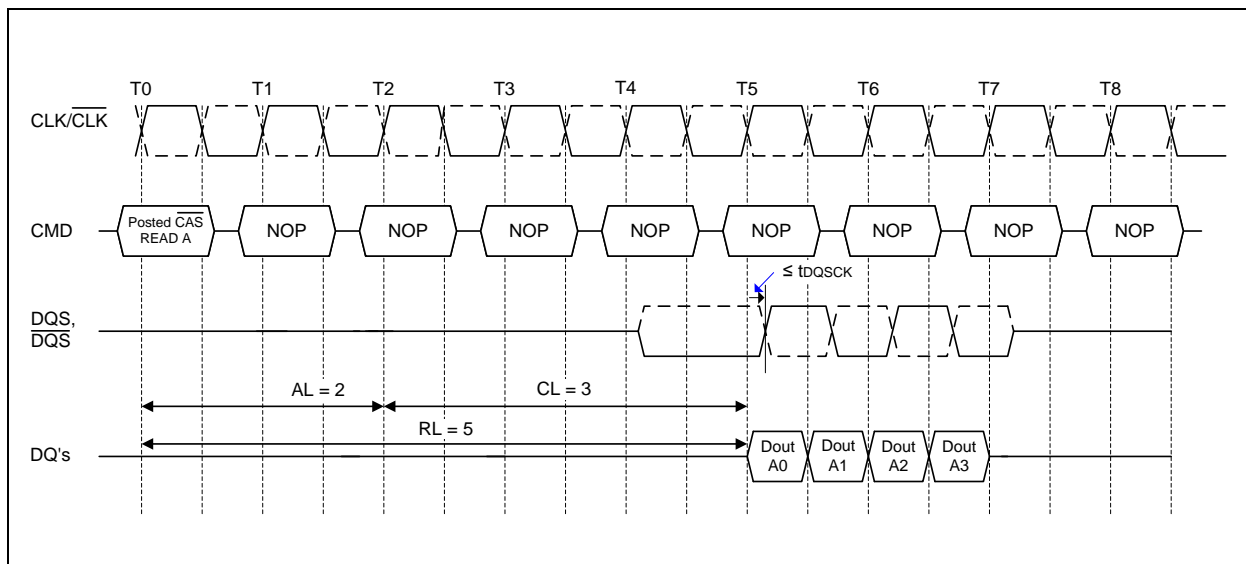 T0 T1 T2 T3 T4 T5 T6 T7 T8
CLK/CLK
CMD
Posted CAS
READ A
NOP NOP NOP NOP NOP NOP NOP NOP
≤ tDQSCK
DQS,
DQS
AL = 2 CL = 3
RL = 5
DQ's
Dout Dout Dout Dout
A0 A1 A2 A3